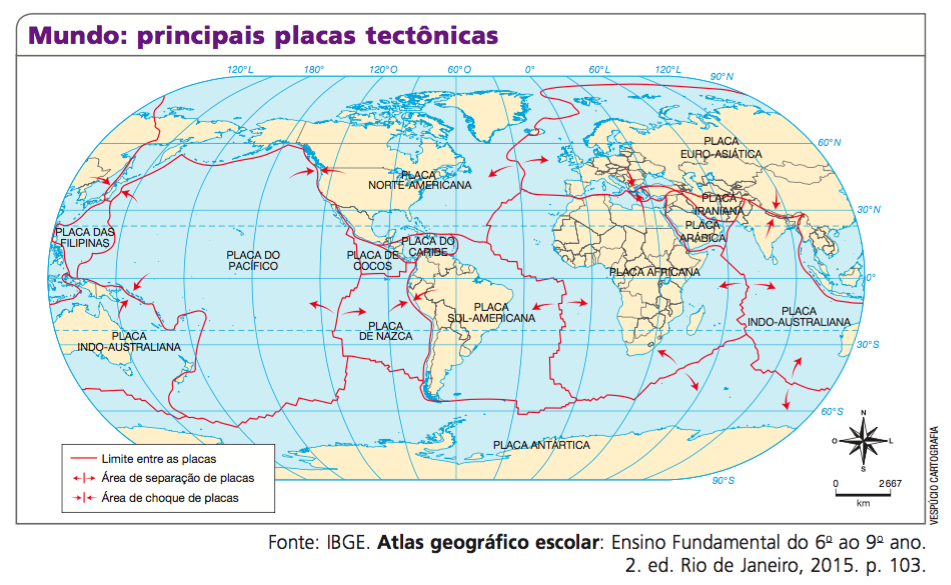 Mundo: principais placas tectônicas
120°L 180° 120°O 60°O 0° 60°L 120°L 90°N
60°N
30°N
0°
30°S
60°S
90°S
PLACA
EURO-ASIÁTICA
PLACA
NORTE-AMERICANA
PLACA
IRANIANA
PLACA DAS
FILIPINAS
PLACA
ARÁBICA
PLACA DO
CARIBE
PLACA DO
PACÍFICO
PLACA DE
COCOS
PLACA AFRICANA
PLACA
SUL-AMERICANA
PLACA
DE NAZCA
PLACA
INDO-AUSTRALIANA
PLACA
INDO-AUSTRALIANA
PLACA ANTÁRTICA
Limite entre as placas
Área de separação de placas
Área de choque de placas
N
O L
S
0 2667
km
VESPÚCIO CARTOGRAFIA
Fonte: IBGE. Atlas geográfico escolar: Ensino Fundamental do 6º ao 9º ano.
2. ed. Rio de Janeiro, 2015. p. 103.